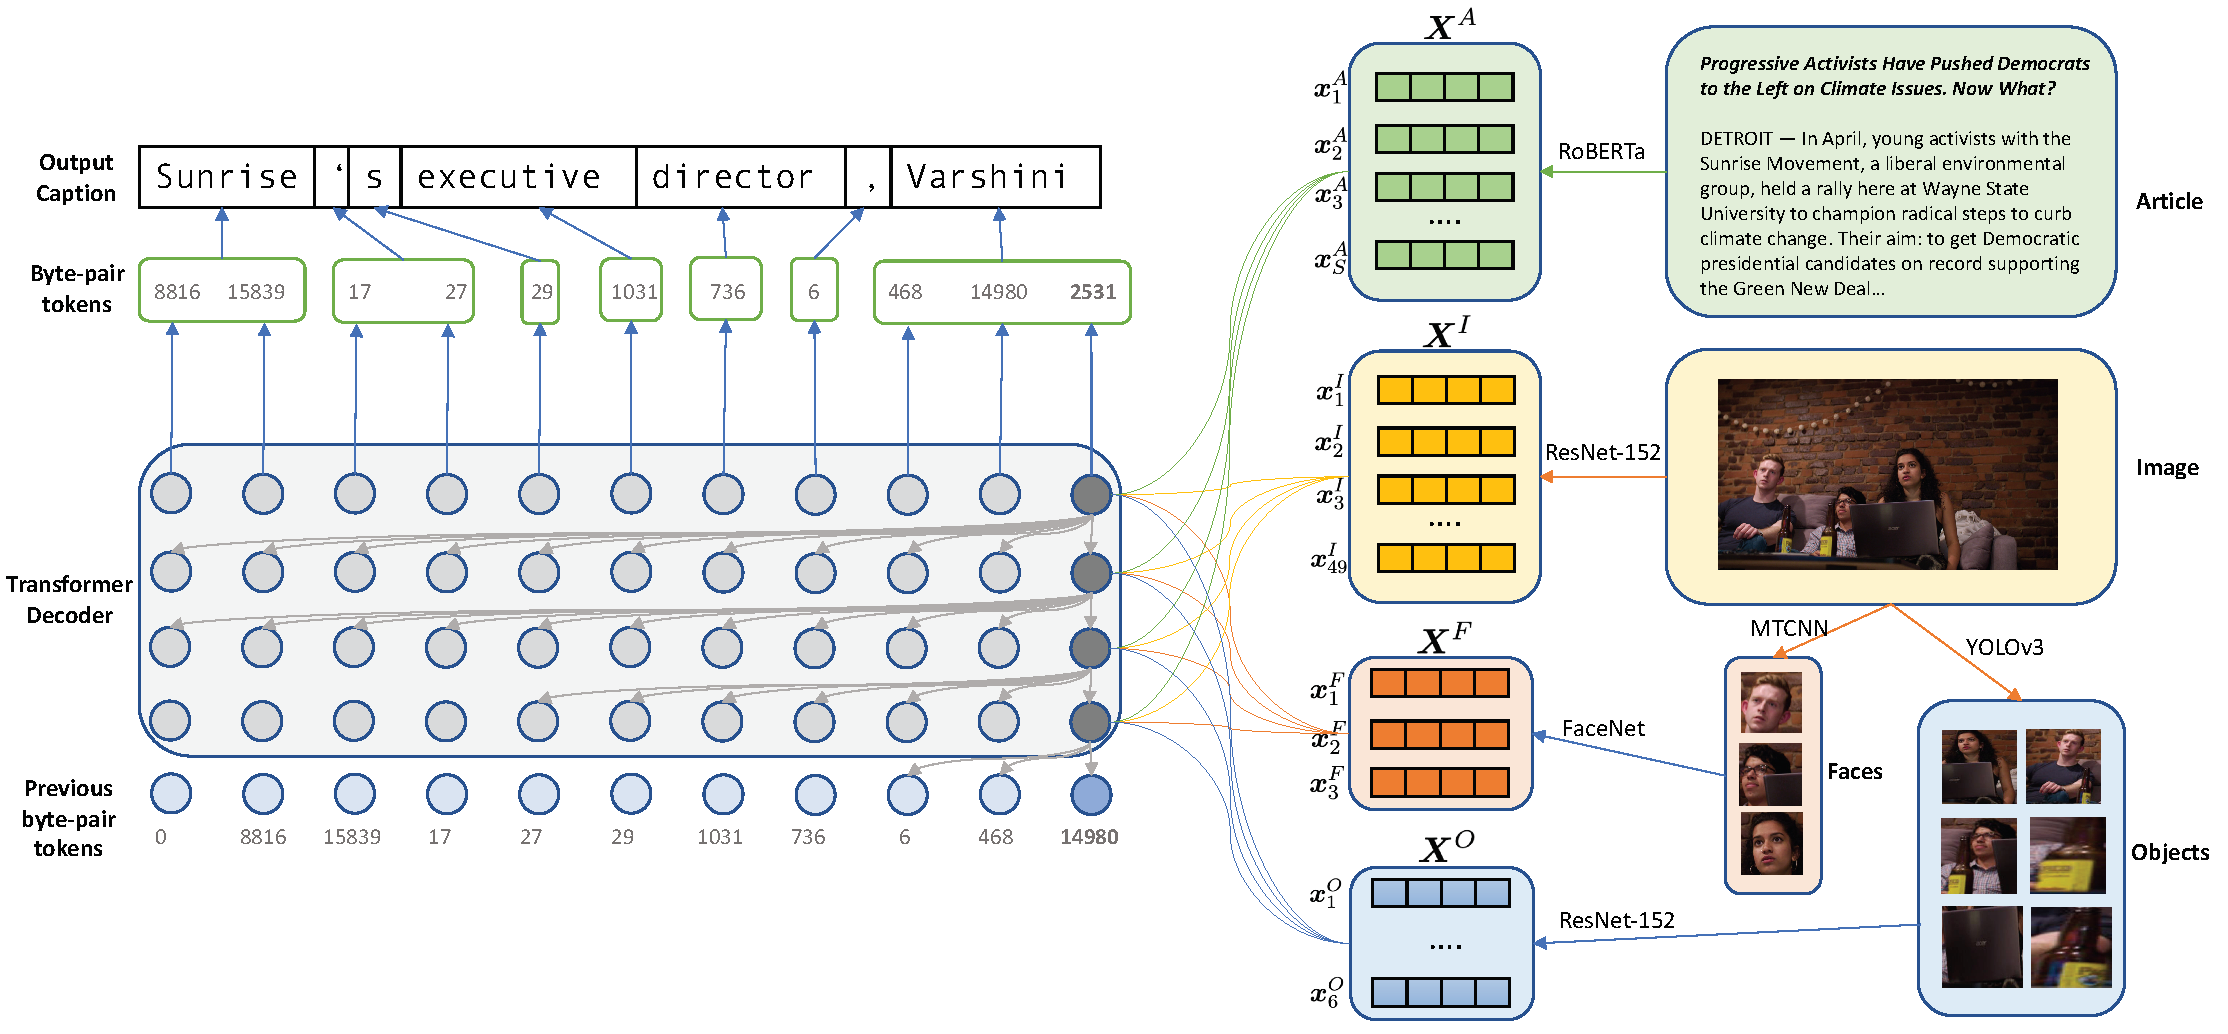 Output
Caption
Sunrise ‘ s executive director , Varshini
Byte-pair
tokens
8816 15839 17 27 29 1031 736 6 468 14980 2531
Transformer
Decoder
Previous
byte-pair
tokens
0 8816 15839 17 27 29 1031 736 6 468 14980
X^A
x_1^A
x_2^A
x_3^A
....
x_S^A
RoBERTa
Progressive Activists Have Pushed Democrats
to the Left on Climate Issues. Now What?
DETROIT — In April, young activists with the
Sunrise Movement, a liberal environmental
group, held a rally here at Wayne State
University to champion radical steps to curb
climate change. Their aim: to get Democratic
presidential candidates on record supporting
the Green New Deal...
Article
X^I
x_1^I
x_2^I
x_3^I
....
x_49^I
ResNet-152
Image
MTCNN
YOLOv3
X^F
x_1^F
x_2^F
x_3^F
FaceNet
Faces
X^O
x_1^O
....
x_6^O
ResNet-152
Objects